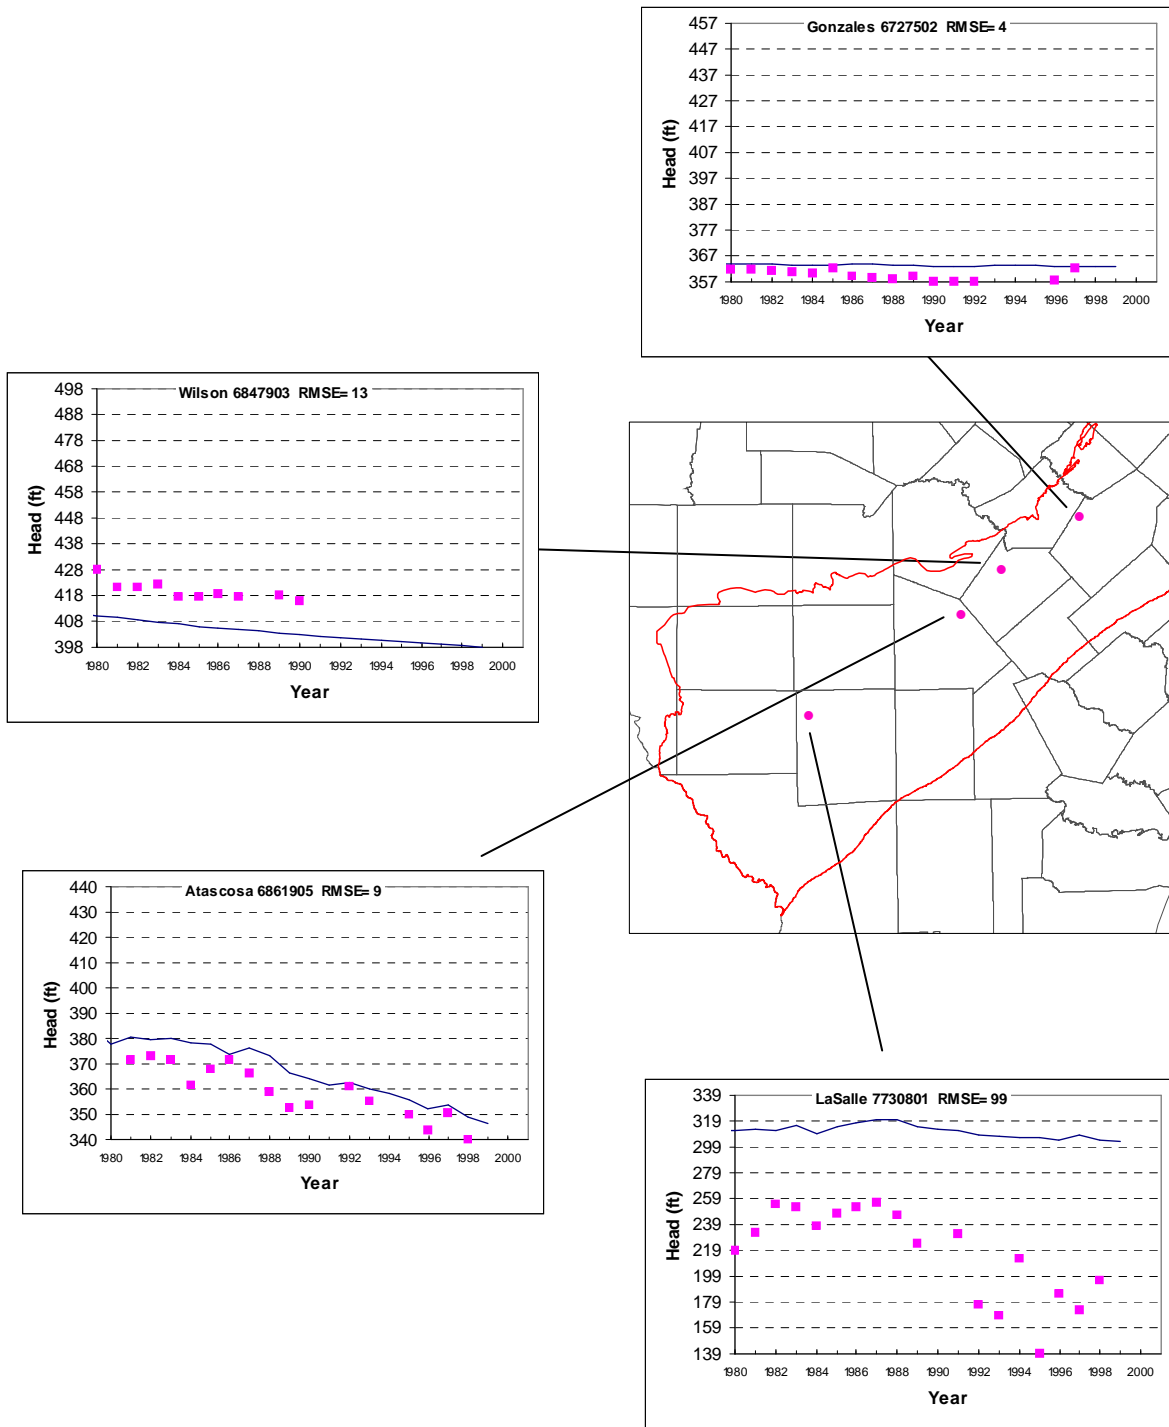 Gonzales 6727502 RMSE= 4
457
447
437
427
417
407
397
387
377
367
357
Head (ft)
1980 1982 1984 1986 1988 1990 1992 1994 1996 1998 2000
Year
Wilson 6847903 RMSE= 13
498
488
478
468
458
448
438
428
418
408
398
Head (ft)
1980 1982 1984 1986 1988 1990 1992 1994 1996 1998 2000
Year
Atascosa 6861905 RMSE= 9
440
430
420
410
400
390
380
370
360
350
340
Head (ft)
1980 1982 1984 1986 1988 1990 1992 1994 1996 1998 2000
Year
LaSalle 7730801 RMSE= 99
339
319
299
279
259
239
219
199
179
159
139
Head (ft)
1980 1982 1984 1986 1988 1990 1992 1994 1996 1998 2000
Year